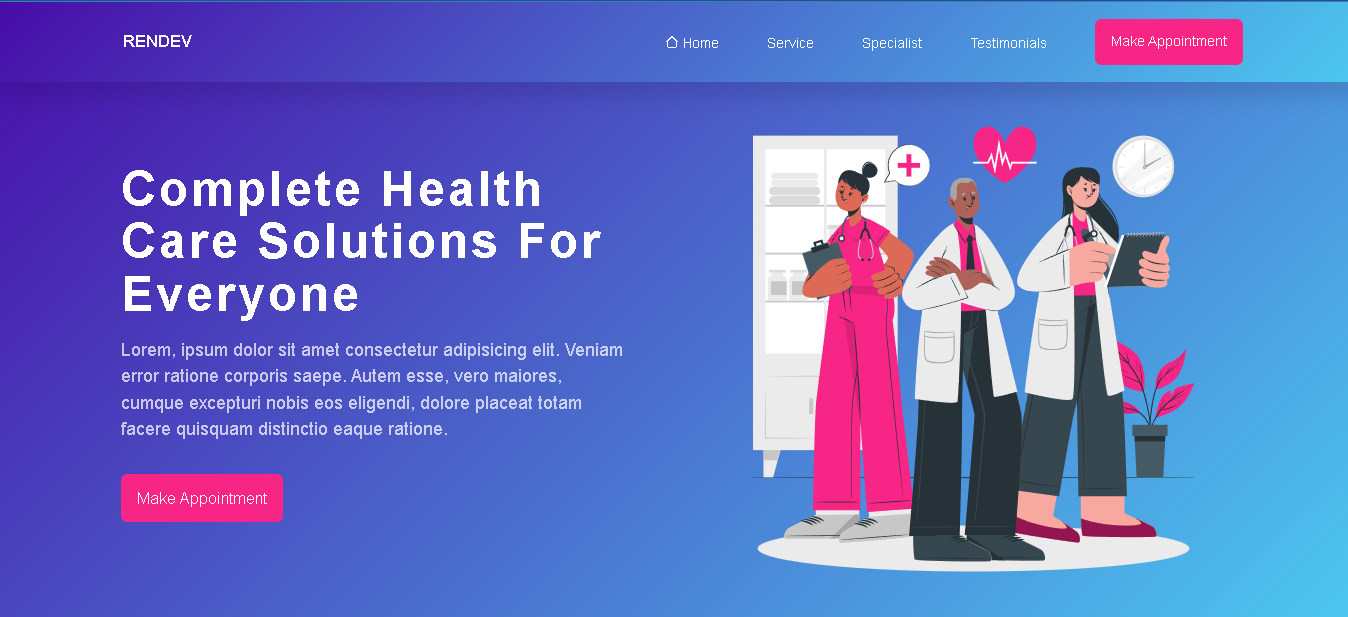 RENDEV
Home
Service
Specialist
Testimonials
Make Appointment
Complete Health
Care Solutions For
Everyone
Lorem, ipsum dolor sit amet consectetur adipisicing elit. Veniam
error ratione corporis saepe. Autem esse, vero maiores,
cumque excepturi nobis eos eligendi, dolore placeat totam
facere quisquam distinctio eaque ratione.
Make Appointment